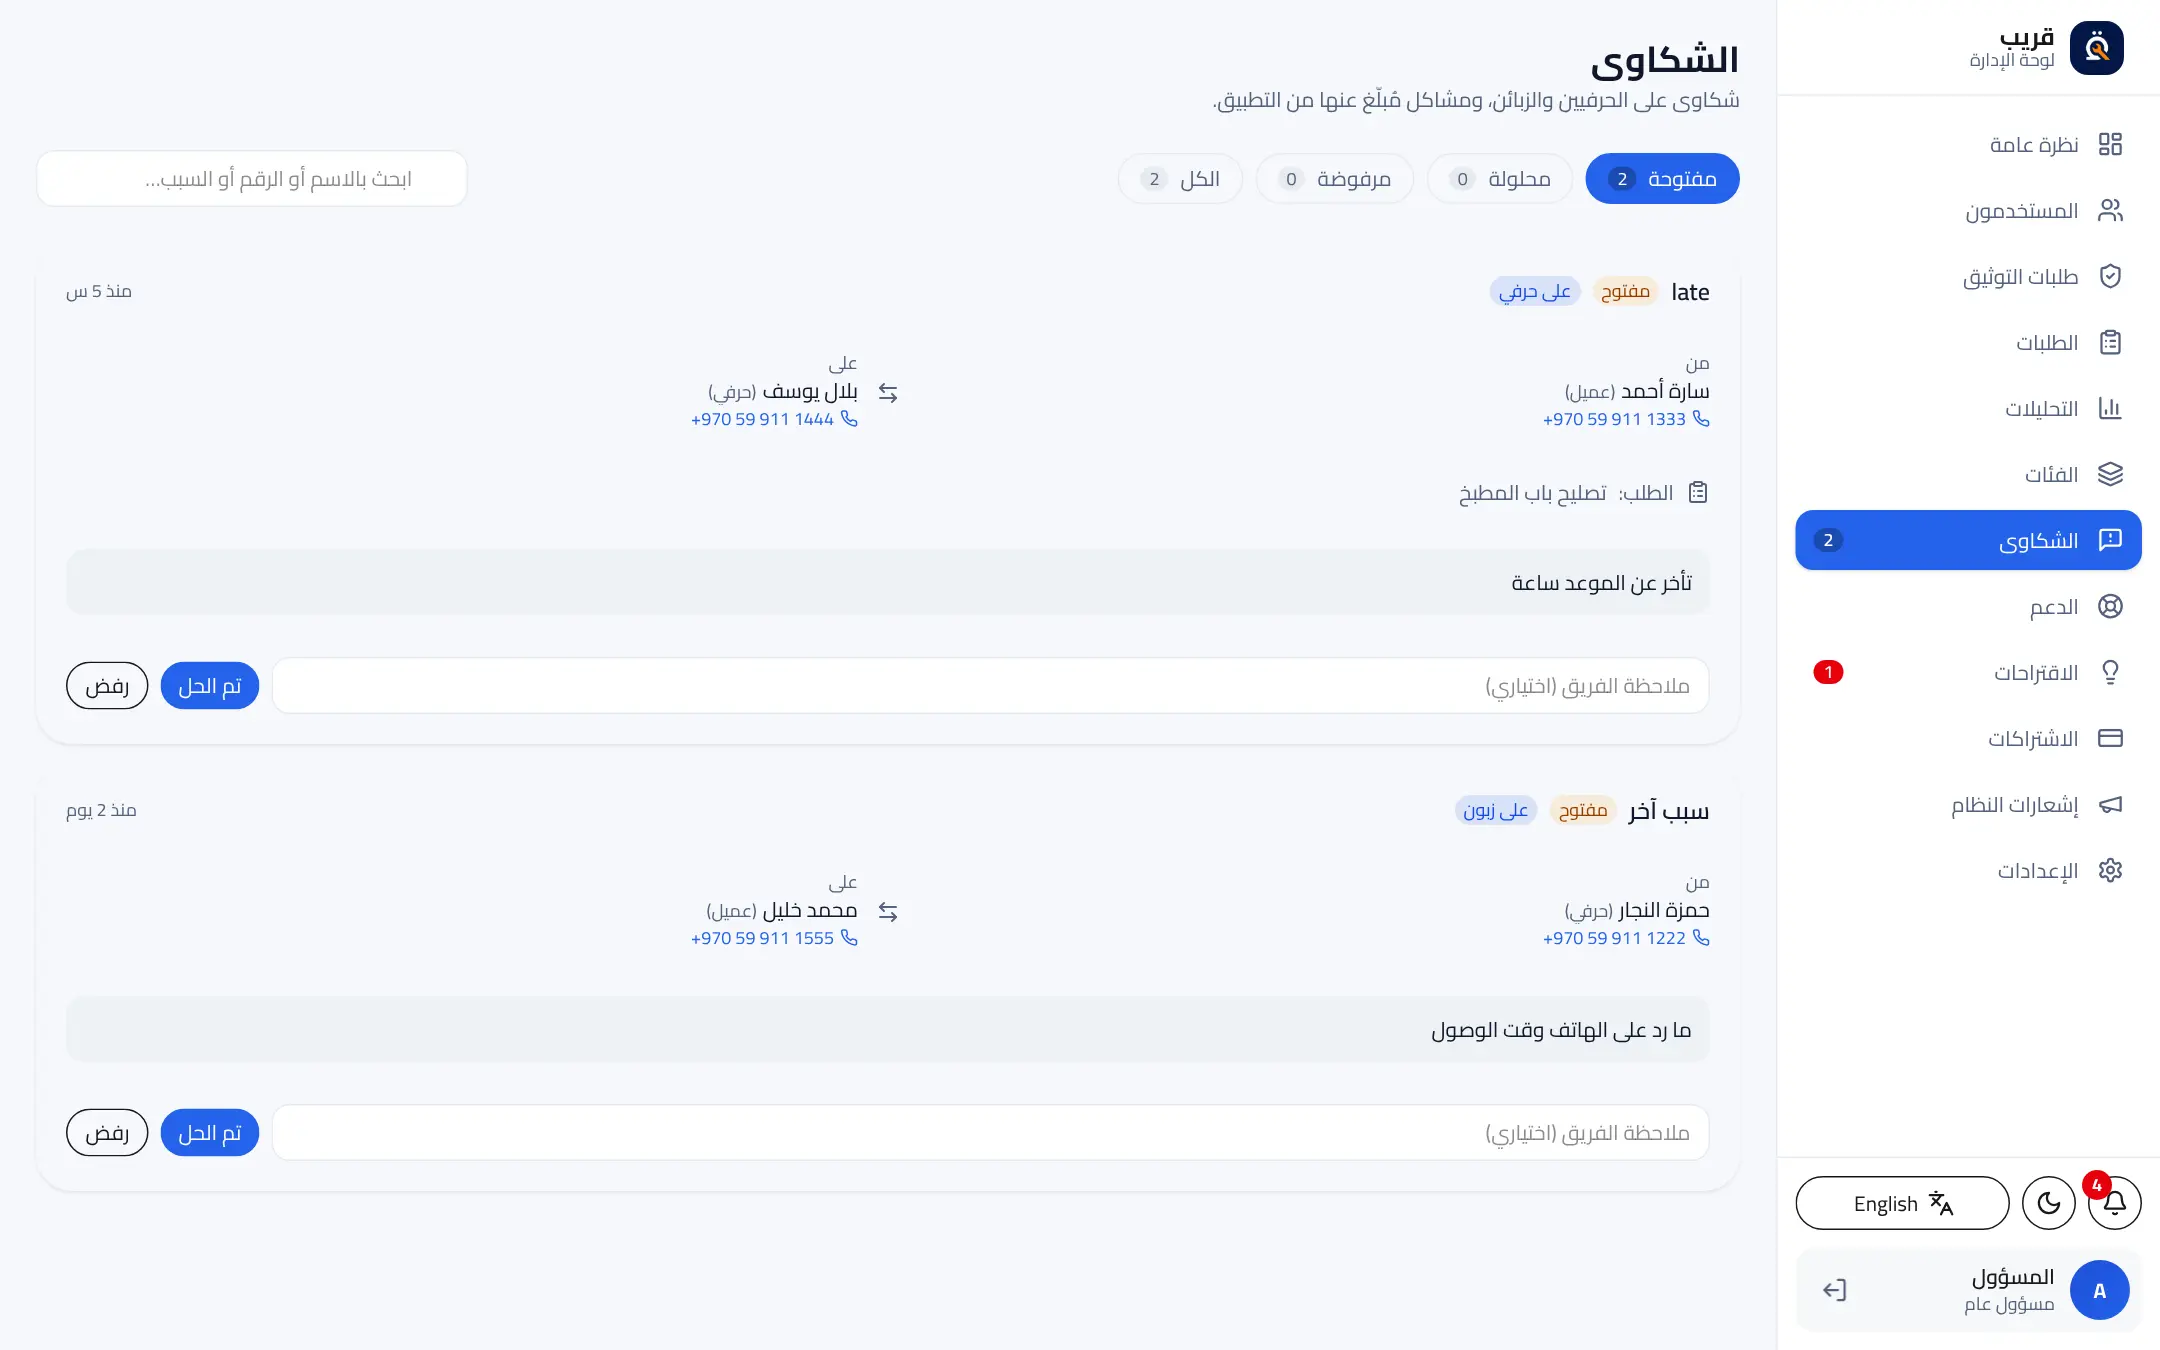 قريب
لوحة الإدارة
نظرة عامة
المستخدمون
طلبات التوثيق
الطلبات
التحليلات
الفئات
الشكاوى 2
الدعم
الاقتراحات 1
الاشتراكات
إشعارات النظام
الإعدادات
4
English
A
المسؤول
مسؤول عام
الشكاوى
شكاوى على الحرفيين والزبائن، ومشاكل مُبلّغ عنها من التطبيق.
مفتوحة 2 محلولة 0 مرفوضة 0 الكل 2
ابحث بالاسم أو الرقم أو السبب...
late مفتوح على حرفي منذ 5 س
من
سارة أحمد (عميل)
+970 59 911 1333
على
بلال يوسف (حرفي)
+970 59 911 1444
الطلب: تصليح باب المطبخ
تأخر عن الموعد ساعة
ملاحظة الفريق (اختياري) تم الحل رفض
سبب آخر مفتوح على زبون منذ 2 يوم
من
حمزة النجار (حرفي)
+970 59 911 1222
على
محمد خليل (عميل)
+970 59 911 1555
ما رد على الهاتف وقت الوصول
ملاحظة الفريق (اختياري) تم الحل رفض